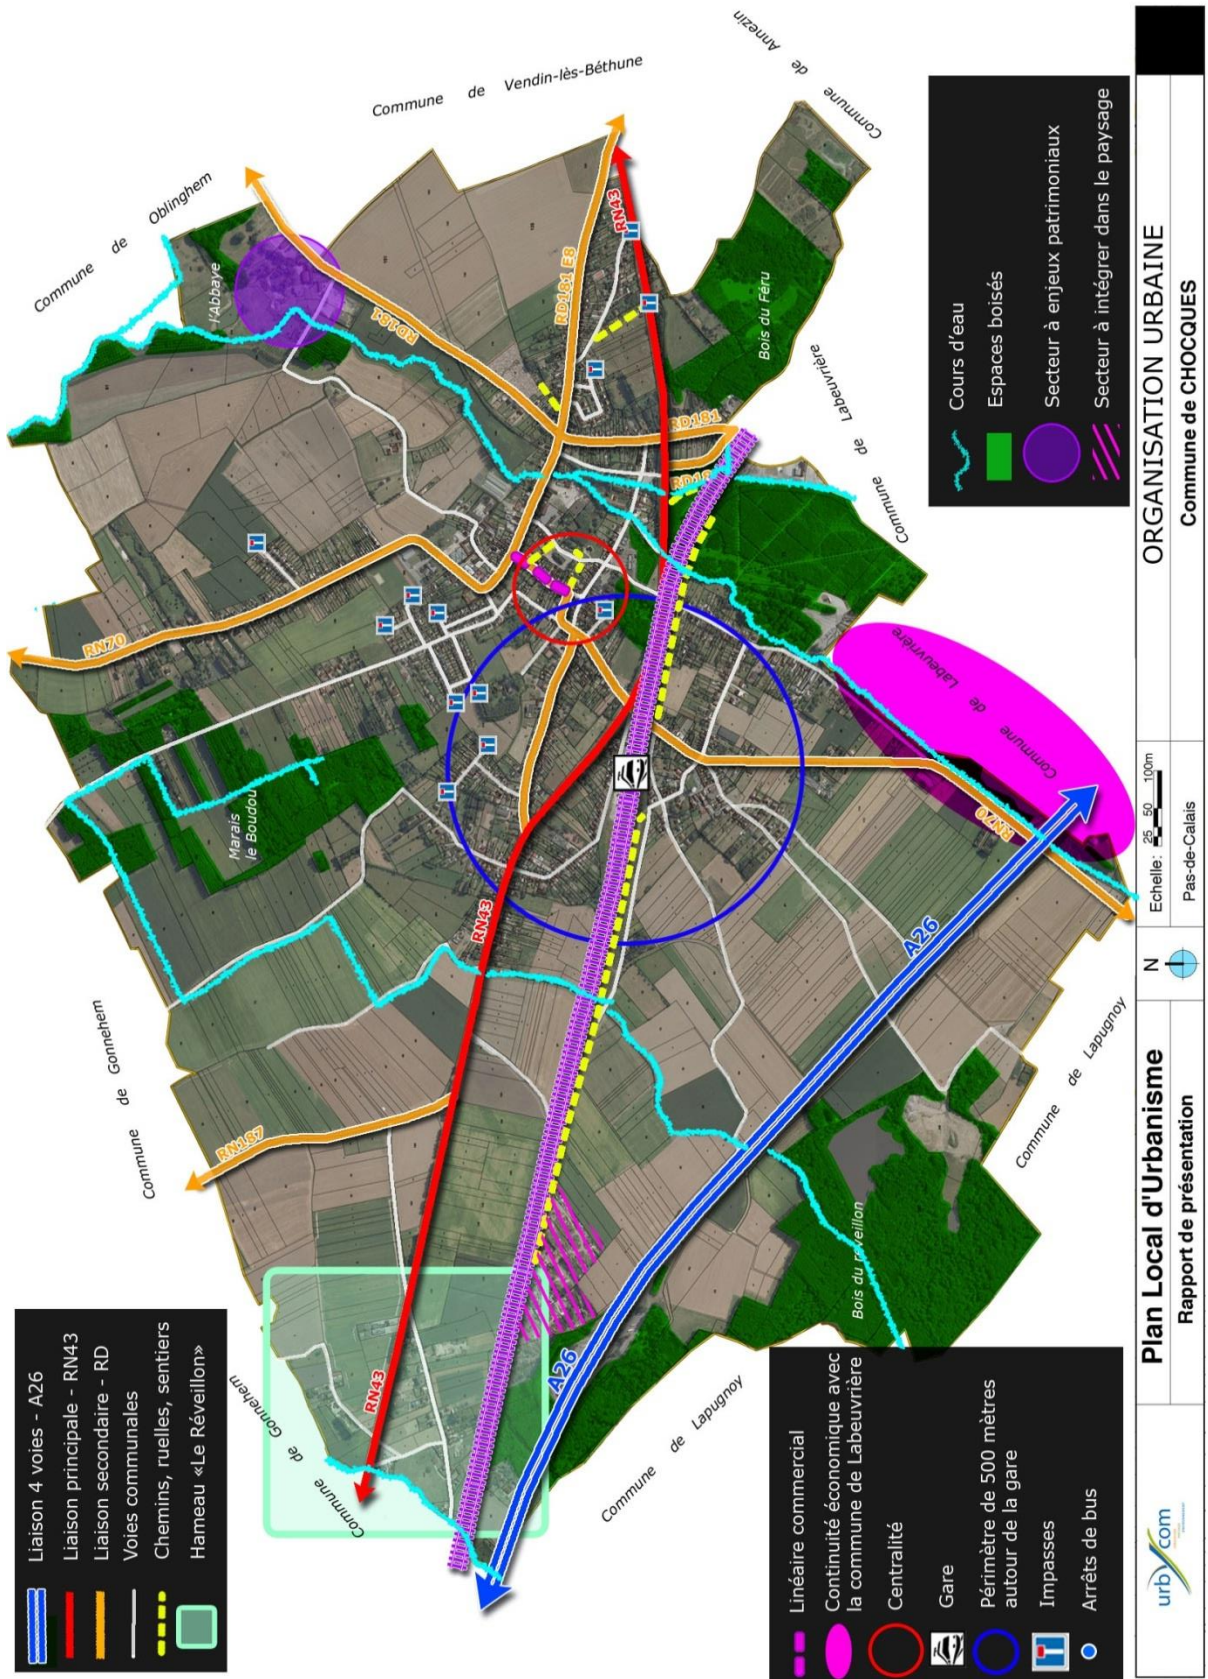 Liaison 4 voies - A26
Liaison principale - RN43
Liaison secondaire - RD
Voies communales
Chemins, ruelles, sentiers
Hameau «Le Réveillon»
Commune de Gonnehem
Commune de Gonnehem
Commune de Oblinghem
Commune de Vendin-lès-Béthune
Commune de Annezin
Commune de Labeuvrière
Commune de Labeuvrière
Commune de Lapugnoy
Commune de Lapugnoy
RN43
RN43
RN43
RN187
RN70
RN70
RD181
RD181 E8
RD181
RD18
A26
A26
l'Abbaye
Marais
le Boudou
Bois du Féru
Bois du réveillon
Linéaire commercial
Continuité économique avec
la commune de Labeuvrière
Centralité
Gare
Périmètre de 500 mètres
autour de la gare
Impasses
Arrêts de bus
Cours d'eau
Espaces boisés
Secteur à enjeux patrimoniaux
Secteur à intégrer dans le paysage
urbycom
Plan Local d'Urbanisme
Rapport de présentation
N
Echelle: 25 50 100m
Pas-de-Calais
ORGANISATION URBAINE
Commune de CHOCQUES